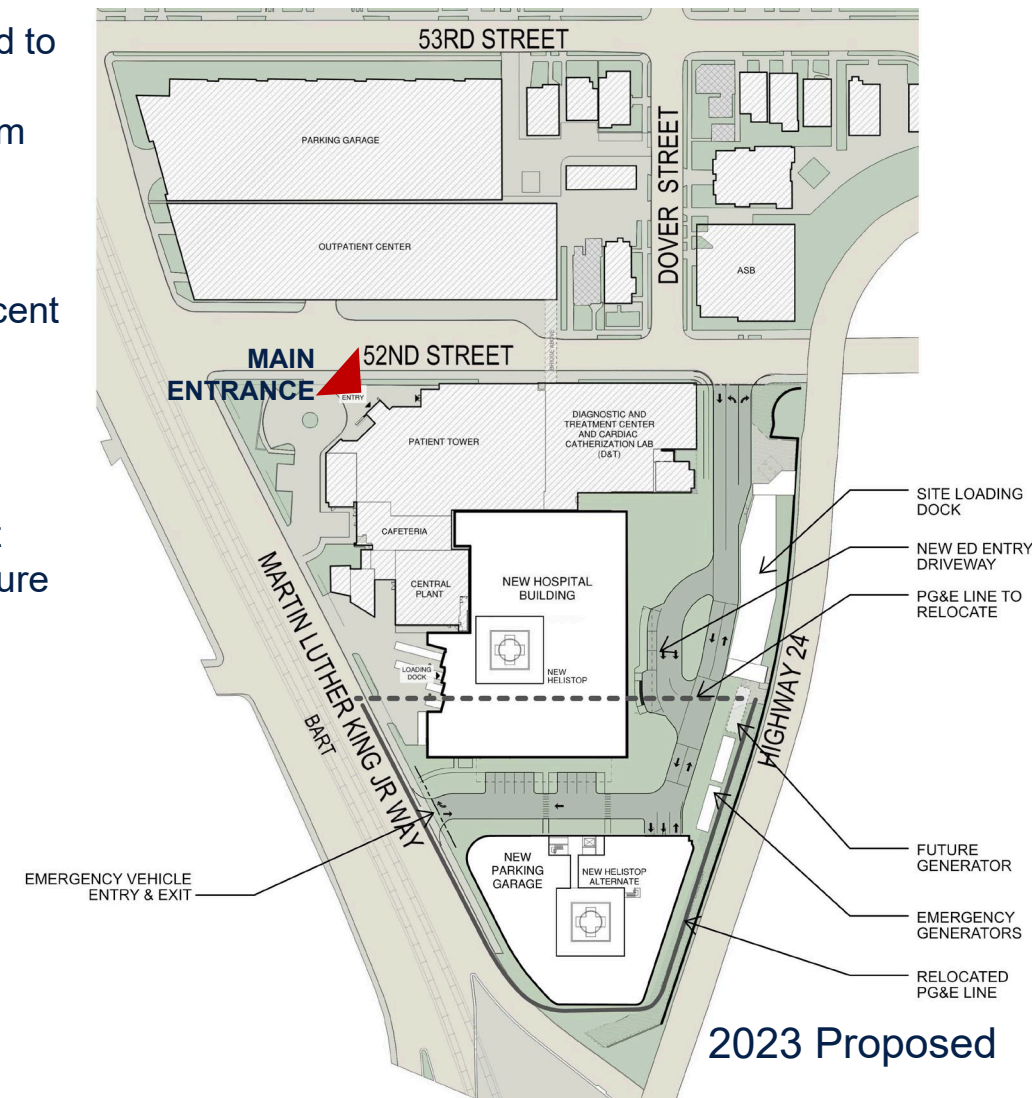 d to
m
cent
ure
53RD STREET
PARKING GARAGE
DOVER STREET
OUTPATIENT CENTER
ASB
MAIN
ENTRANCE
52ND STREET
BRIDGE ABOVE
ENTRY
PATIENT TOWER
DIAGNOSTIC AND
TREATMENT CENTER
AND CARDIAC
CATHERIZATION LAB
(D&T)
CAFETERIA
CENTRAL
PLANT
NEW HOSPITAL
BUILDING
NEW
HELISTOP
LOADING
DOCK
MARTIN LUTHER KING JR WAY
BART
HIGHWAY 24
SITE LOADING
DOCK
NEW ED ENTRY
DRIVEWAY
PG&E LINE TO
RELOCATE
EMERGENCY VEHICLE
ENTRY & EXIT
NEW
PARKING
GARAGE
NEW HELISTOP
ALTERNATE
FUTURE
GENERATOR
EMERGENCY
GENERATORS
RELOCATED
PG&E LINE
2023 Proposed